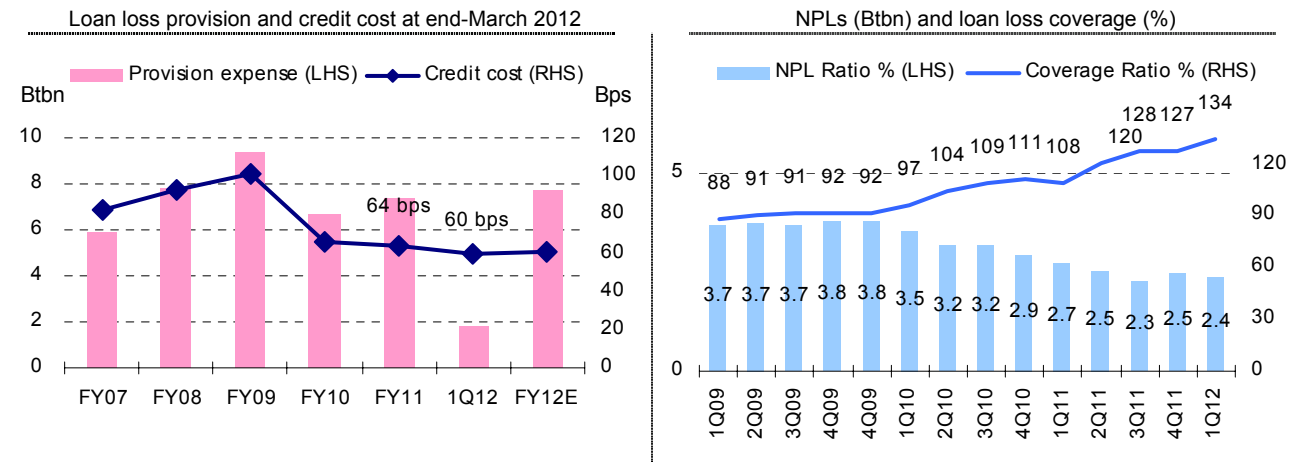 Loan loss provision and credit cost at end-March 2012
Provision expense (LHS) Credit cost (RHS)
Btbn Bps
10 120
8 100
6 80
4 60
2 40
0 20
0
64 bps
60 bps
FY07 FY08 FY09 FY10 FY11 1Q12 FY12E
NPLs (Btbn) and loan loss coverage (%)
NPL Ratio % (LHS) Coverage Ratio % (RHS)
88 91 91 92 92 97 104 109 111 108 120 128 127 134
5 120
90
60
30
0 0
3.7 3.7 3.7 3.8 3.8 3.5 3.2 3.2 2.9 2.7 2.5 2.3 2.5 2.4
1Q09 2Q09 3Q09 4Q09 4Q09 1Q10 2Q10 3Q10 4Q10 1Q11 2Q11 3Q11 4Q11 1Q12